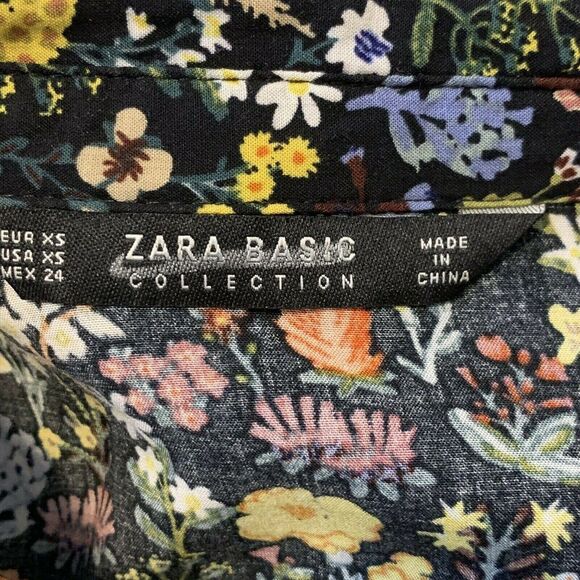 EUR XS
USA XS
MEX 24
ZARA BASIC
COLLECTION
MADE
IN
CHINA